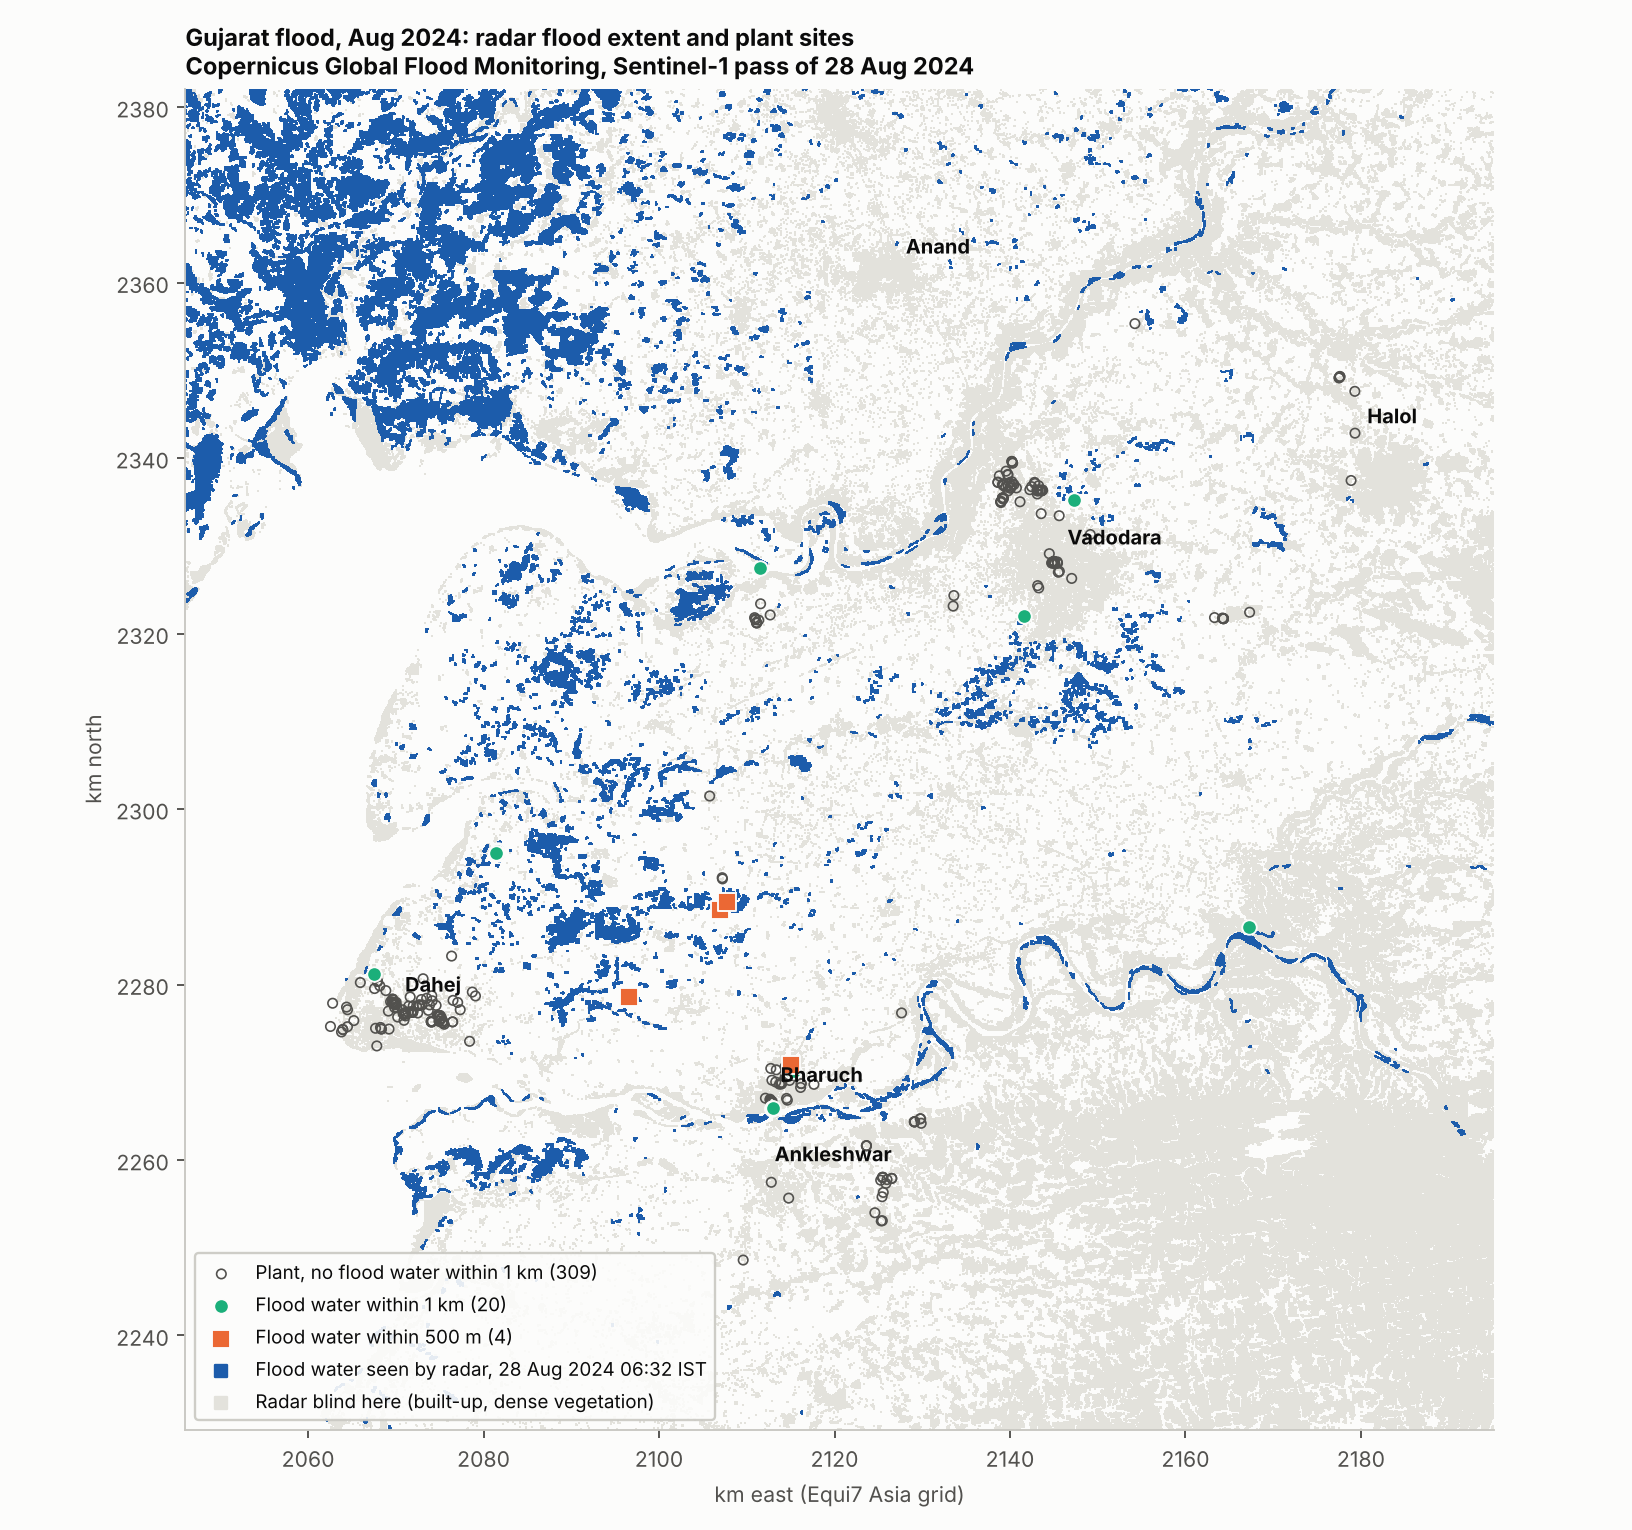 Gujarat flood, Aug 2024: radar flood extent and plant sites
Copernicus Global Flood Monitoring, Sentinel-1 pass of 28 Aug 2024
2380
2360
2340
2320
2300
2280
2260
2240
km north
Anand
Halol
Vadodara
Dahej
Bharuch
Ankleshwar
Plant, no flood water within 1 km (309)
Flood water within 1 km (20)
Flood water within 500 m (4)
Flood water seen by radar, 28 Aug 2024 06:32 IST
Radar blind here (built-up, dense vegetation)
2060 2080 2100 2120 2140 2160 2180
km east (Equi7 Asia grid)